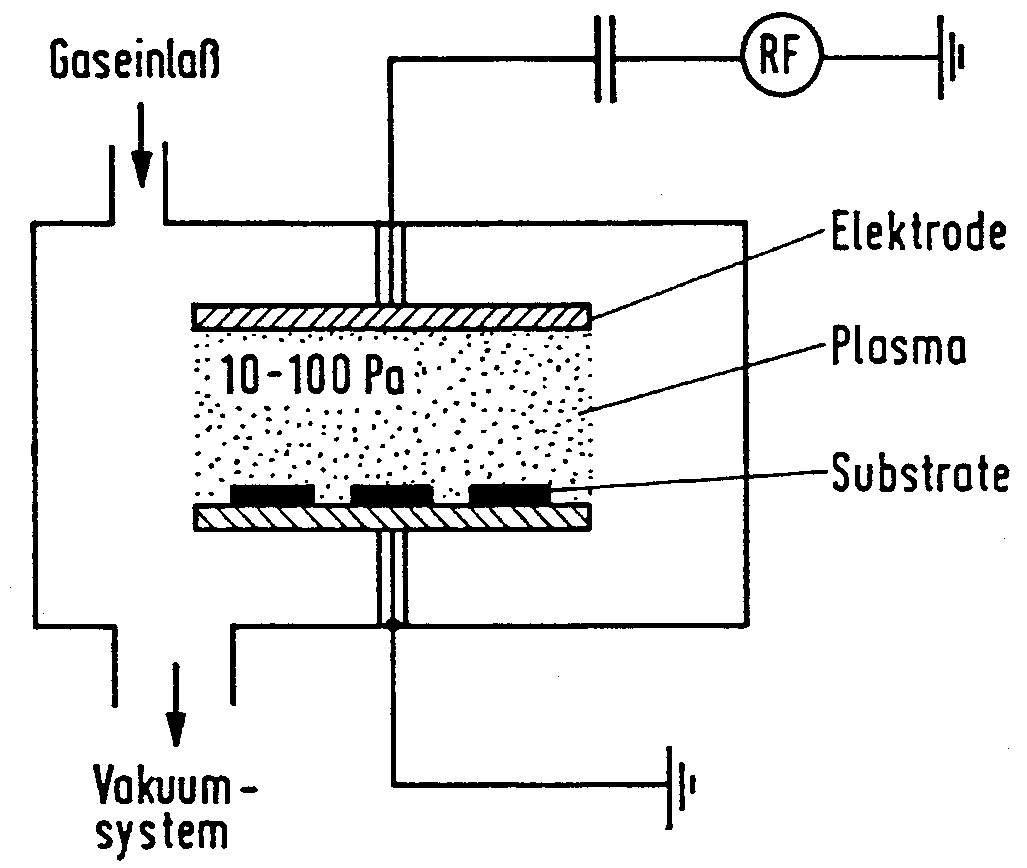 Gaseinlaß
RF
Elektrode
10-100 Pa
Plasma
Substrate
Vakuum-
system